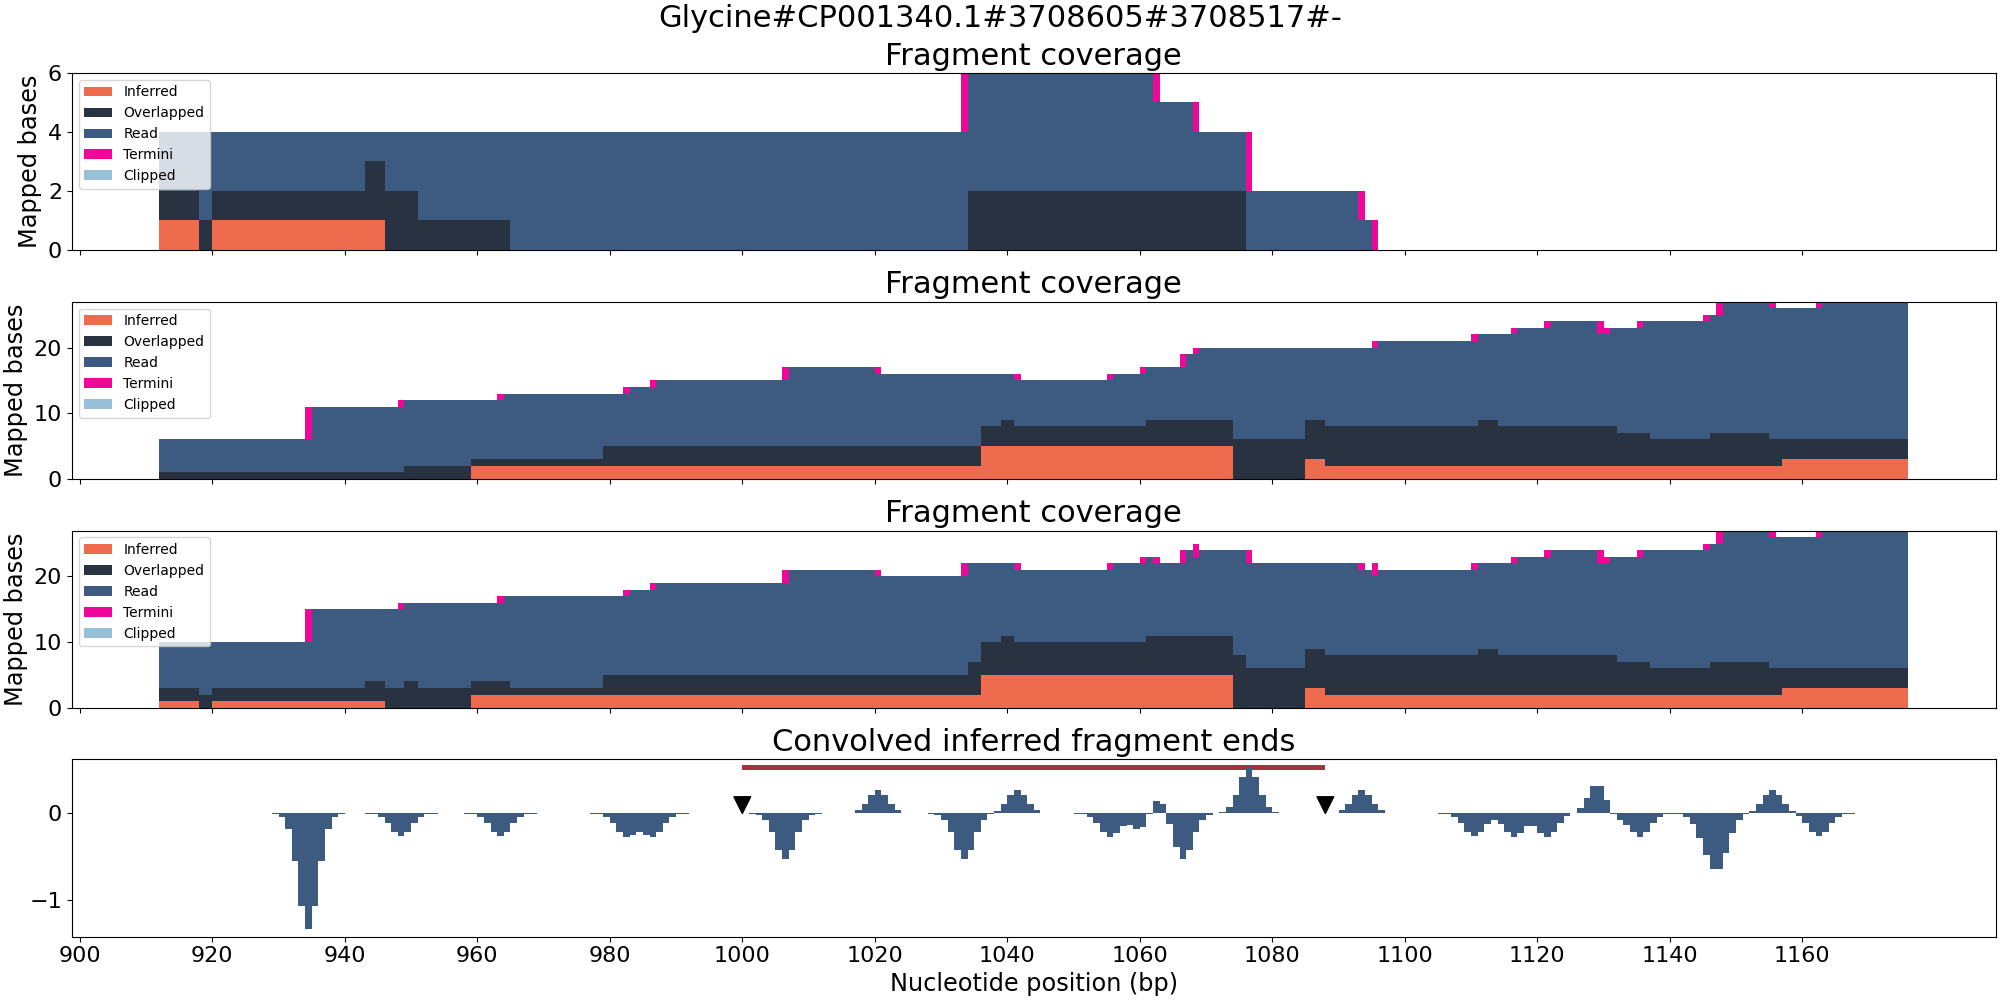 Glycine#CP001340.1#3708605#3708517#-
Fragment coverage
Mapped bases
6
4
2
0
Inferred
Overlapped
Read
Termini
Clipped
Fragment coverage
Mapped bases
20
10
0
Inferred
Overlapped
Read
Termini
Clipped
Fragment coverage
Mapped bases
20
10
0
Inferred
Overlapped
Read
Termini
Clipped
Convolved inferred fragment ends
0
−1
900 920 940 960 980 1000 1020 1040 1060 1080 1100 1120 1140 1160
Nucleotide position (bp)